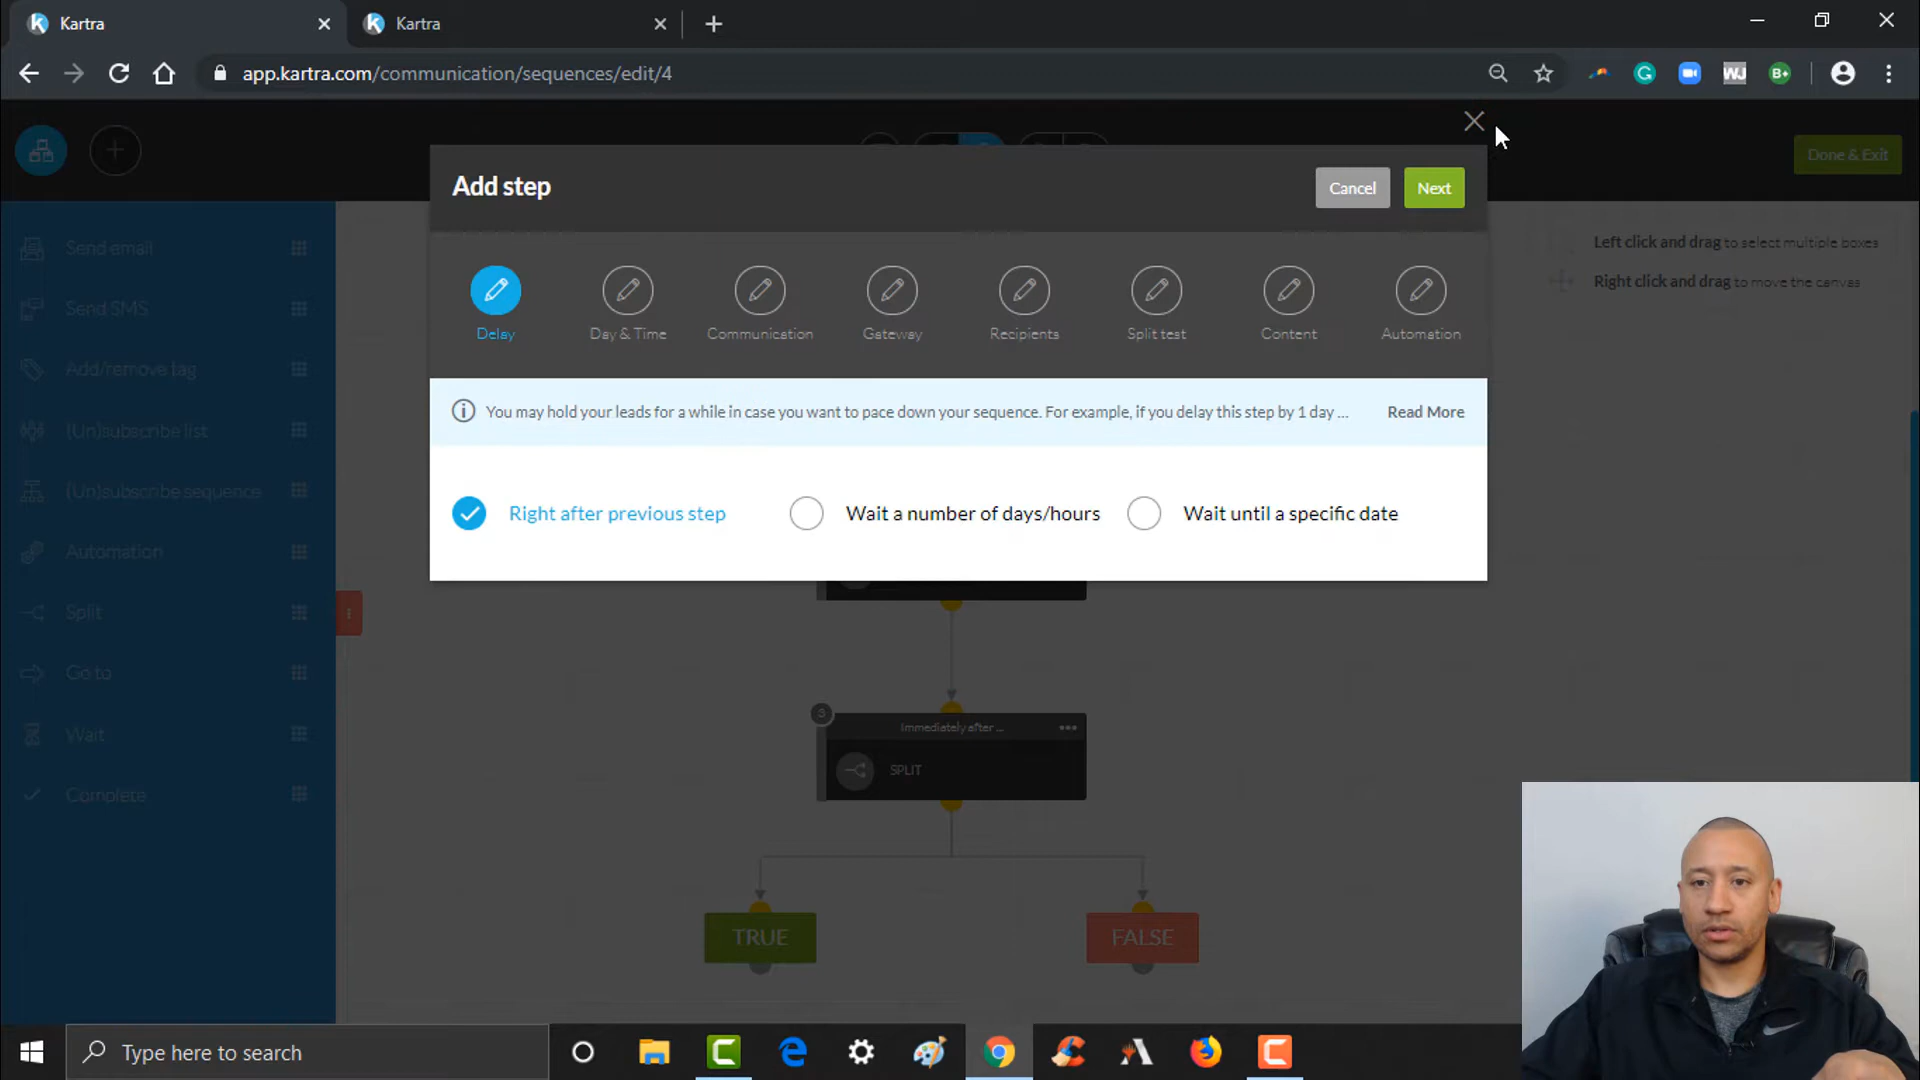 Kartra
Kartra
app.kartra.com/communication/sequences/edit/4
WJ
B+
Done & Exit
Add step
Cancel
Next
Send email
Send SMS
Add/remove tag
(Un)subscribe list
(Un)subscribe sequence
Automation
Split
Go to
Wait
Complete
Delay
Day & Time
Communication
Gateway
Recipients
Split test
Content
Automation
Left click and drag to select multiple boxes
Right click and drag to move the canvas
You may hold your leads for a while in case you want to pace down your sequence. For example, if you delay this step by 1 day ...
Read More
Right after previous step
Wait a number of days/hours
Wait until a specific date
3
Immediately after ...
SPLIT
TRUE
FALSE
Type here to search